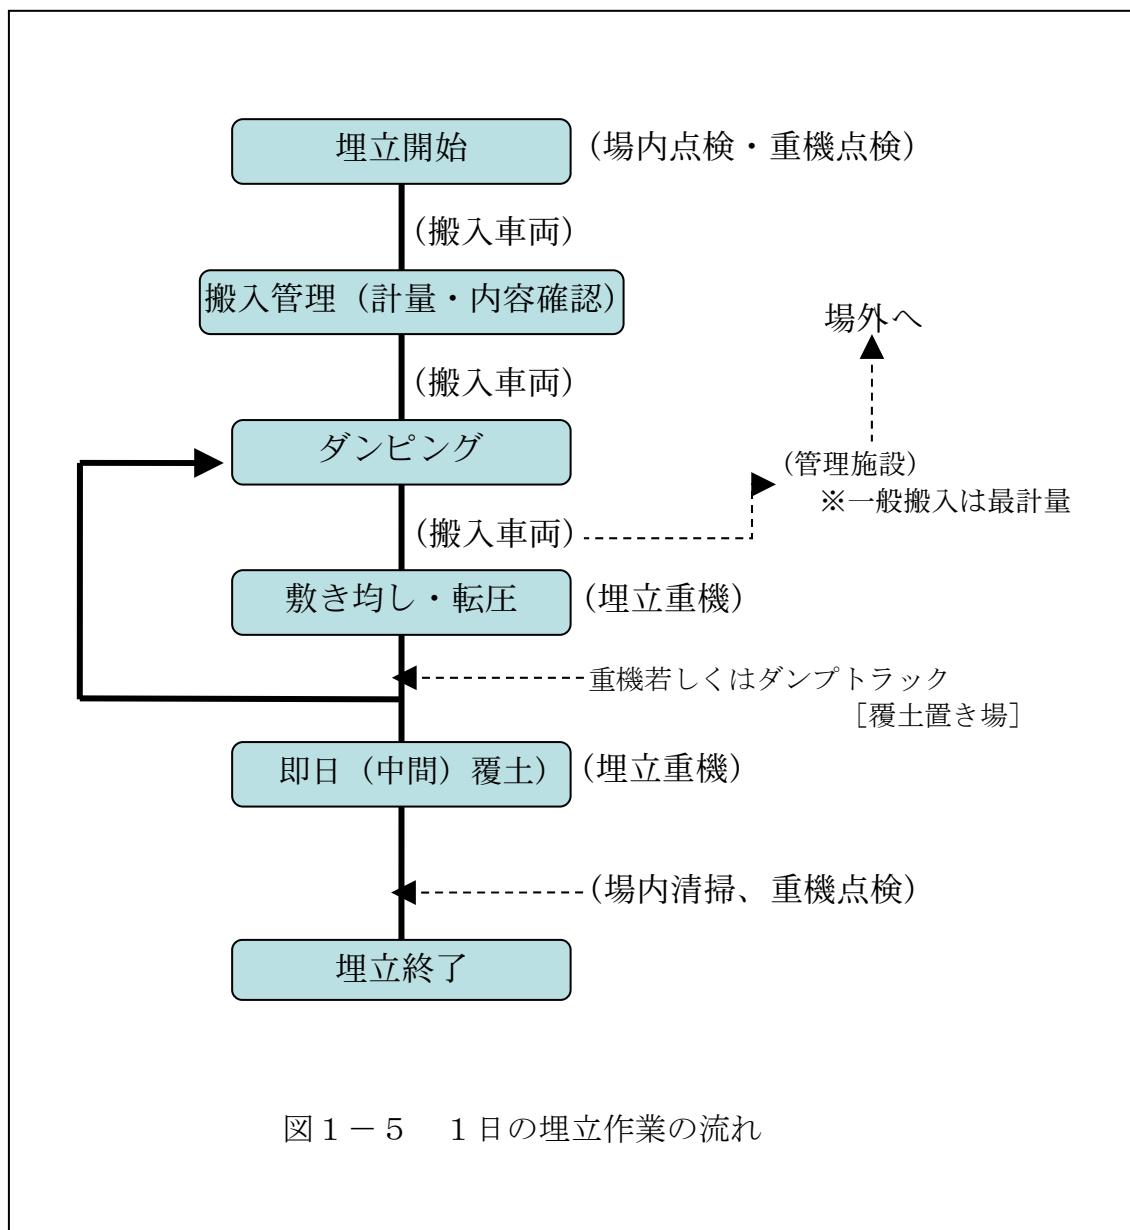 埋立開始
(場内点検・重機点検)
(搬入車両)
搬入管理（計量・内容確認）
場外へ
(搬入車両)
ダンピング
(管理施設)
※一般搬入は最計量
(搬入車両)
敷き均し・転圧
(埋立重機)
重機若しくはダンプトラック
［覆土置き場］
即日（中間）覆土）
(埋立重機)
(場内清掃、重機点検)
埋立終了
図１－５　１日の埋立作業の流れ